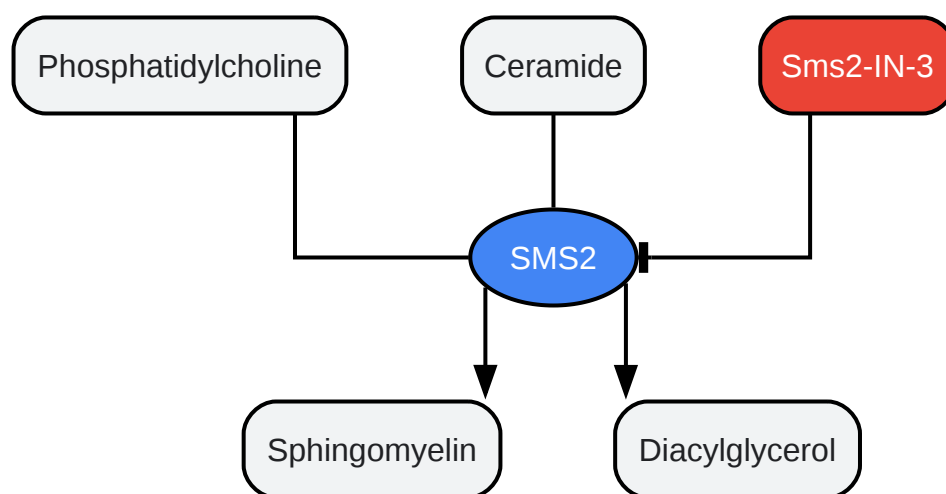 Phosphatidylcholine
Ceramide
Sms2-IN-3
SMS2
Sphingomyelin
Diacylglycerol